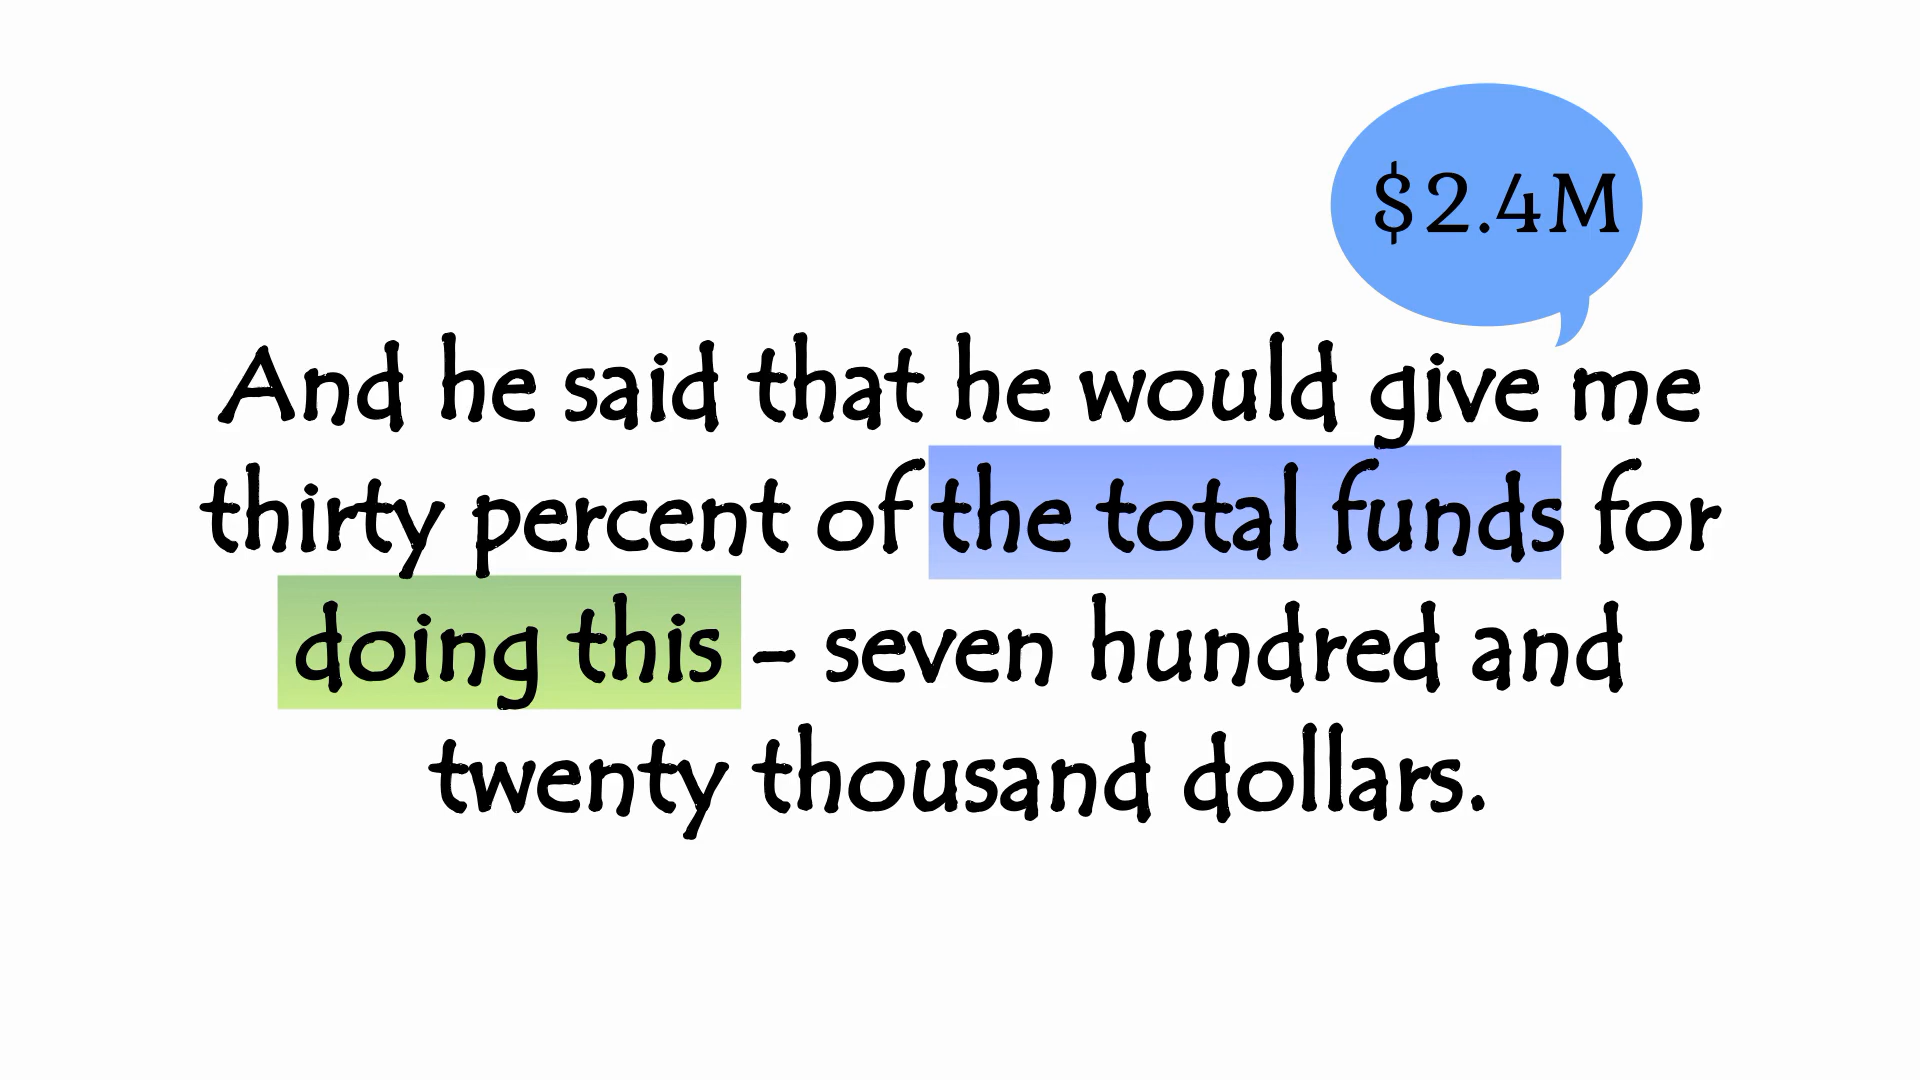 $2.4M
And he said that he would give me
thirty percent of the total funds for
doing this – seven hundred and
twenty thousand dollars.